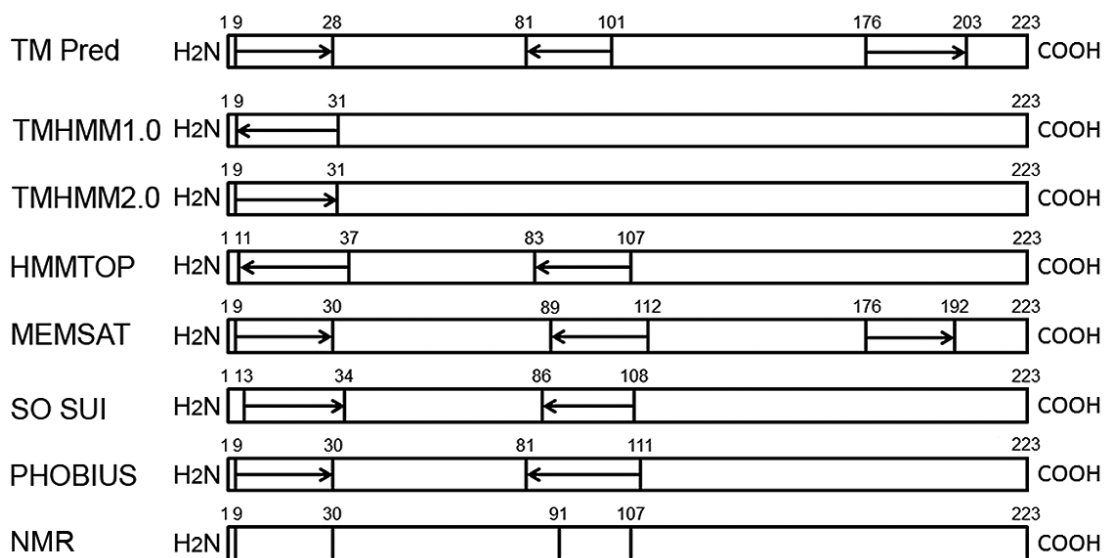 1 9 28 81 101 176 203 223
TM Pred H2N COOH
1 9 31 223
TMHMM1.0 H2N COOH
1 9 31 223
TMHMM2.0 H2N COOH
1 11 37 83 107 223
HMMTOP H2N COOH
1 9 30 89 112 176 192 223
MEMSAT H2N COOH
1 13 34 86 108 223
SO SUI H2N COOH
1 9 30 81 111 223
PHOBIUS H2N COOH
1 9 30 91 107 223
NMR H2N COOH